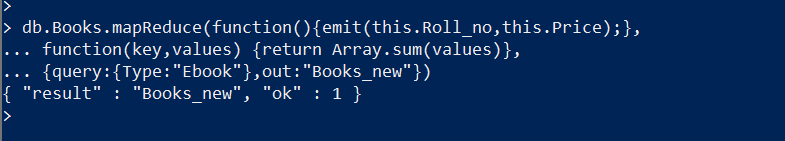 >
> db.Books.mapReduce(function(){emit(this.Roll_no,this.Price);},
... function(key,values) {return Array.sum(values)},
... {query:{Type:"Ebook"},out:"Books_new"})
{ "result" : "Books_new", "ok" : 1 }
>